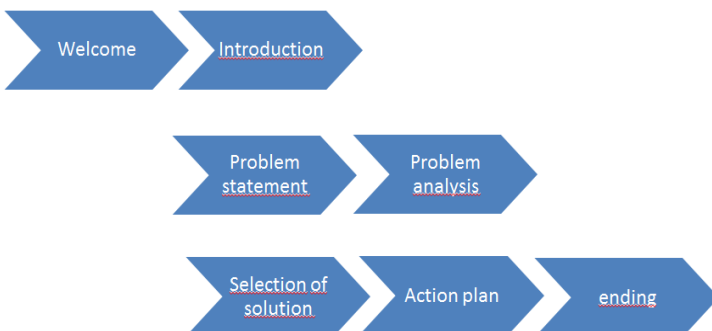 Welcome
Introduction
Problem
statement
Problem
analysis
Selection of
solution
Action plan
ending